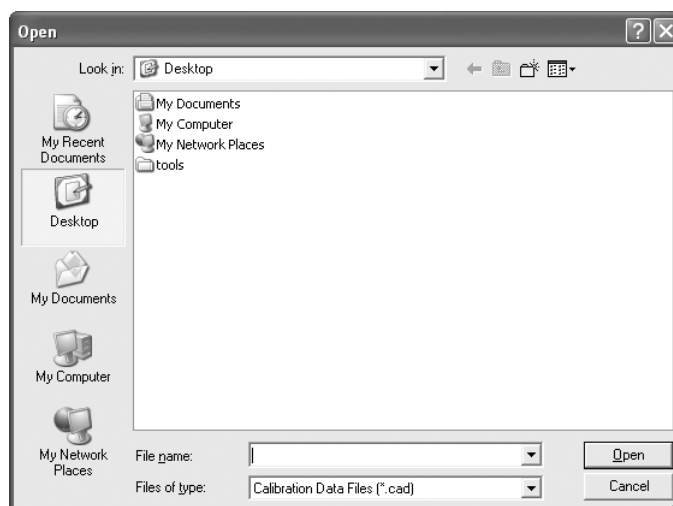 Open
Look in:
Desktop
My Recent
Documents
Desktop
My Documents
My Computer
My Network
Places
My Documents
My Computer
My Network Places
tools
File name:
Open
Files of type:
Calibration Data Files (*.cad)
Cancel